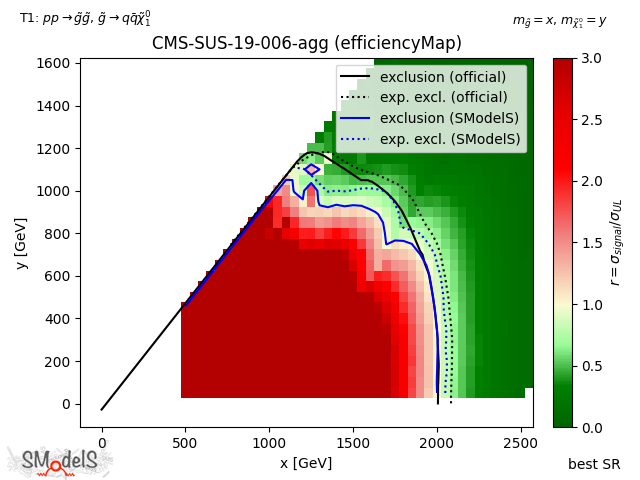 T1: pp → g̃g̃, g̃ → qq̄χ̃₁⁰
m_g̃ = x, m_χ̃₁⁰ = y
CMS-SUS-19-006-agg (efficiencyMap)
exclusion (official)
exp. excl. (official)
exclusion (SModelS)
exp. excl. (SModelS)
1600
1400
1200
1000
800
600
400
200
0
y [GeV]
0 500 1000 1500 2000 2500
x [GeV]
3.0
2.5
2.0
1.5
1.0
0.5
0.0
r = σ_signal/σ_UL
best SR
SModelS